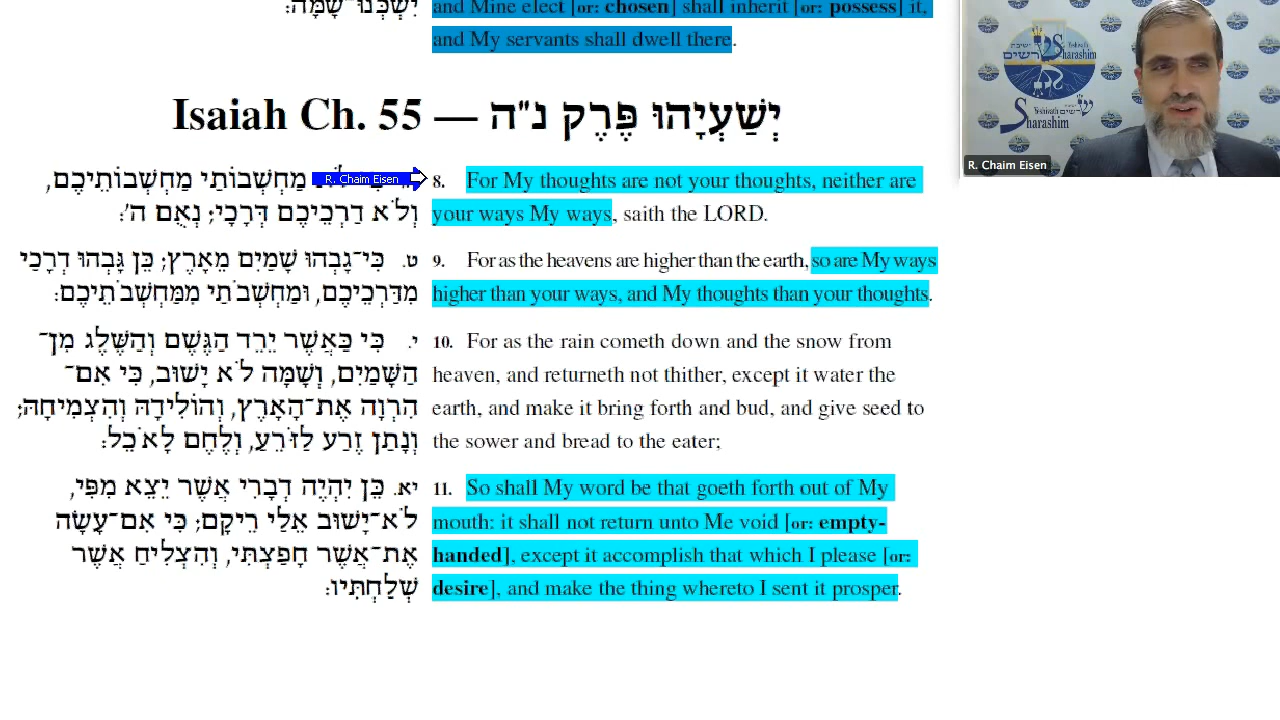 יִשְׁכְּנוּ־שָׁמָּה:
and Mine elect [or: chosen] shall inherit [or: possess] it,
and My servants shall dwell there.
Isaiah Ch. 55 — יְשַׁעְיָהוּ פֶּרֶק נ"ה
מַחְשְׁבוֹתַי מַחְשְׁבוֹתֵיכֶם,
וְלֹא דַרְכֵיכֶם דְּרָכָי; נְאֻם ה':
R. Chaim Eisen
8. For My thoughts are not your thoughts, neither are
your ways My ways, saith the LORD.
ט. כִּי־גָבְהוּ שָׁמַיִם מֵאָרֶץ; כֵּן גָּבְהוּ דְרָכַי
מִדַּרְכֵיכֶם, וּמַחְשְׁבֹתַי מִמַּחְשְׁבֹתֵיכֶם:
9. For as the heavens are higher than the earth, so are My ways
higher than your ways, and My thoughts than your thoughts.
י. כִּי כַּאֲשֶׁר יֵרֵד הַגֶּשֶׁם וְהַשֶּׁלֶג מִן־
הַשָּׁמַיִם, וְשָׁמָּה לֹא יָשׁוּב, כִּי אִם־
הִרְוָה אֶת־הָאָרֶץ, וְהוֹלִידָהּ וְהִצְמִיחָהּ;
וְנָתַן זֶרַע לַזֹּרֵעַ, וְלֶחֶם לָאֹכֵל:
10. For as the rain cometh down and the snow from
heaven, and returneth not thither, except it water the
earth, and make it bring forth and bud, and give seed to
the sower and bread to the eater;
יא. כֵּן יִהְיֶה דְבָרִי אֲשֶׁר יֵצֵא מִפִּי,
לֹא־יָשׁוּב אֵלַי רֵיקָם; כִּי אִם־עָשָׂה
אֶת־אֲשֶׁר חָפַצְתִּי, וְהִצְלִיחַ אֲשֶׁר
שְׁלַחְתִּיו:
11. So shall My word be that goeth forth out of My
mouth: it shall not return unto Me void [or: empty-
handed], except it accomplish that which I please [or:
desire], and make the thing whereto I sent it prosper.
ישיבת שרשים
Yeshivath Sharashim
Yeshivath שרשים
Sharashim
R. Chaim Eisen